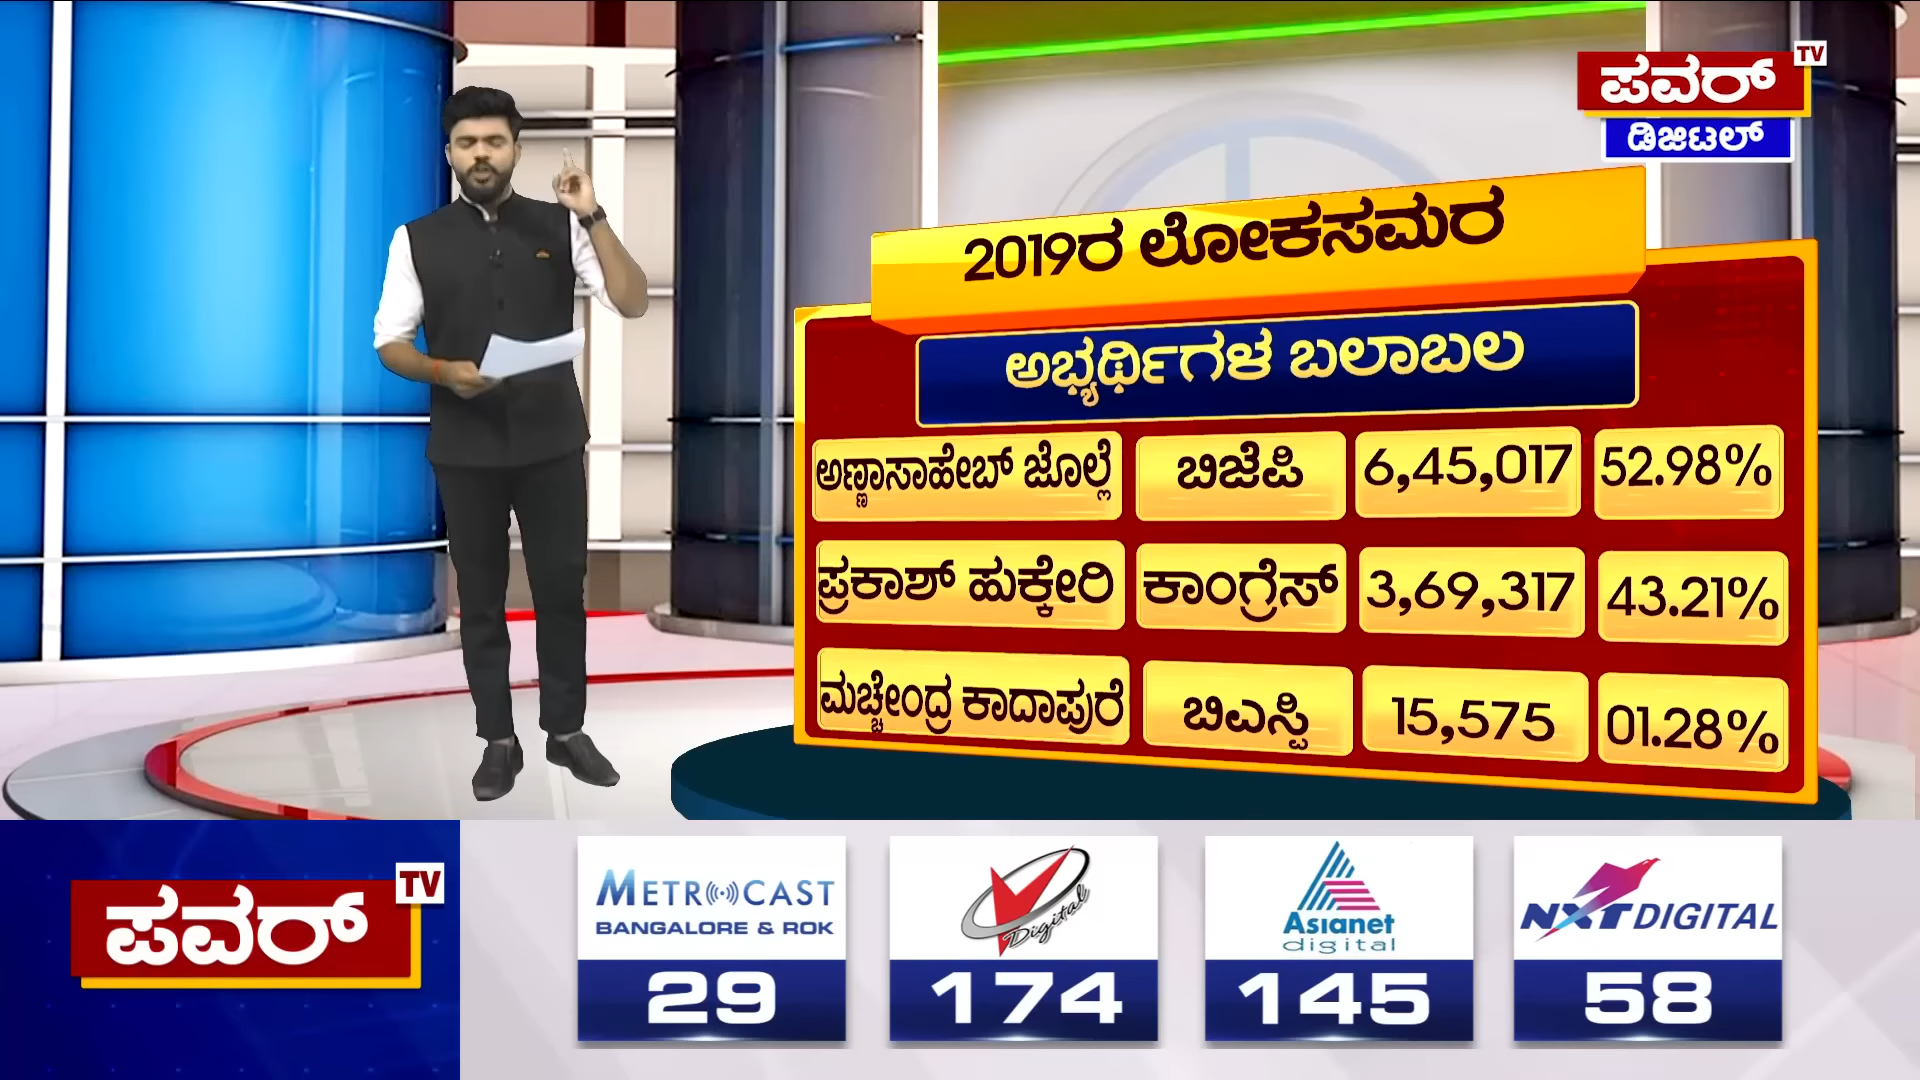 ಪವರ್ TV
ಡಿಜಿಟಲ್
2019ರ ಲೋಕಸಮರ
ಅಭ್ಯರ್ಥಿಗಳ ಬಲಾಬಲ
ಅಣ್ಣಾಸಾಹೇಬ್ ಜೊಲ್ಲೆ ಬಿಜೆಪಿ 6,45,017 52.98%
ಪ್ರಕಾಶ್ ಹುಕ್ಕೇರಿ ಕಾಂಗ್ರೆಸ್ 3,69,317 43.21%
ಮಚ್ಚೇಂದ್ರ ಕಾದಾಪುರೆ ಬಿಎಸ್ಪಿ 15,575 01.28%
ಪವರ್ TV
METROCAST
BANGALORE & ROK
29
V Digital
174
Asianet
digital
145
NXTDIGITAL
58